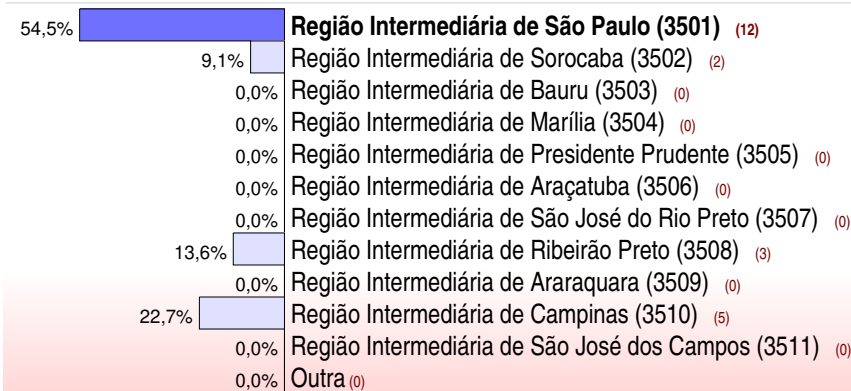 54,5% Região Intermediária de São Paulo (3501) (12)
9,1% Região Intermediária de Sorocaba (3502) (2)
0,0% Região Intermediária de Bauru (3503) (0)
0,0% Região Intermediária de Marília (3504) (0)
0,0% Região Intermediária de Presidente Prudente (3505) (0)
0,0% Região Intermediária de Araçatuba (3506) (0)
0,0% Região Intermediária de São José do Rio Preto (3507) (0)
13,6% Região Intermediária de Ribeirão Preto (3508) (3)
0,0% Região Intermediária de Araraquara (3509) (0)
22,7% Região Intermediária de Campinas (3510) (5)
0,0% Região Intermediária de São José dos Campos (3511) (0)
0,0% Outra (0)